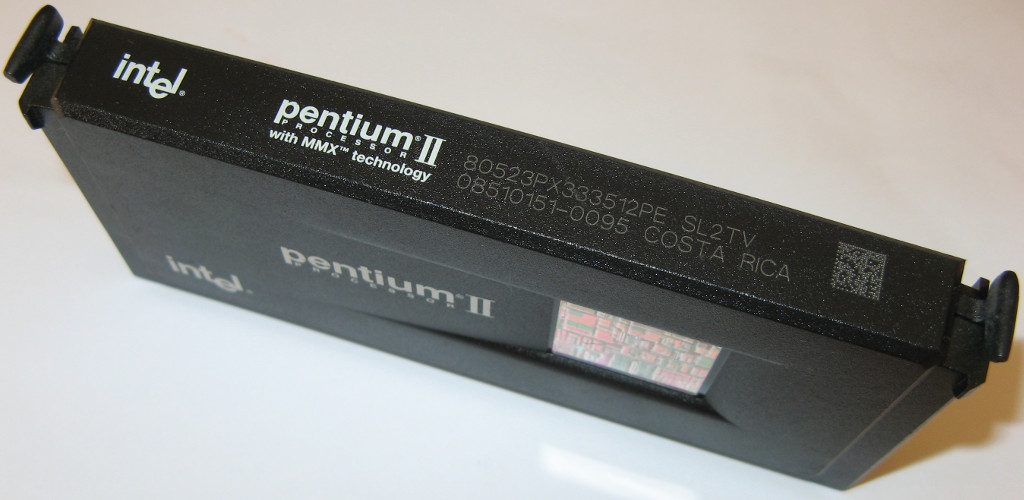 intel®
pentium® II
PROCESSOR
with MMX™ technology
80523PX333512PE SL2TV
08510151-0095 COSTA RICA
intel®
pentium® II
PROCESSOR